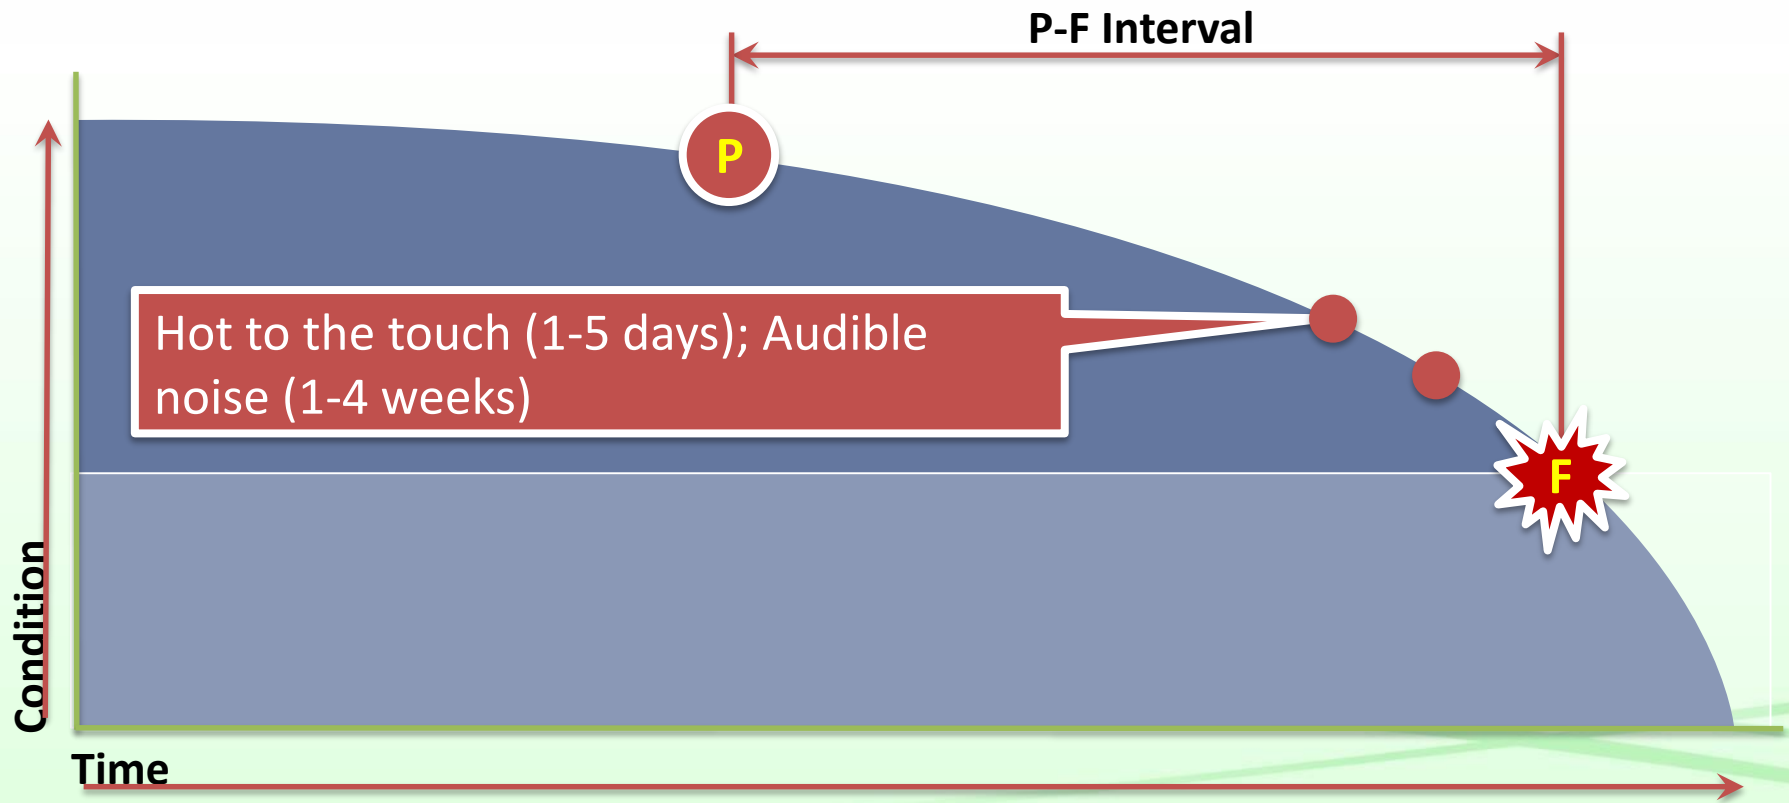 P-F Interval
P
Hot to the touch (1-5 days); Audible
noise (1-4 weeks)
F
Condition
Time